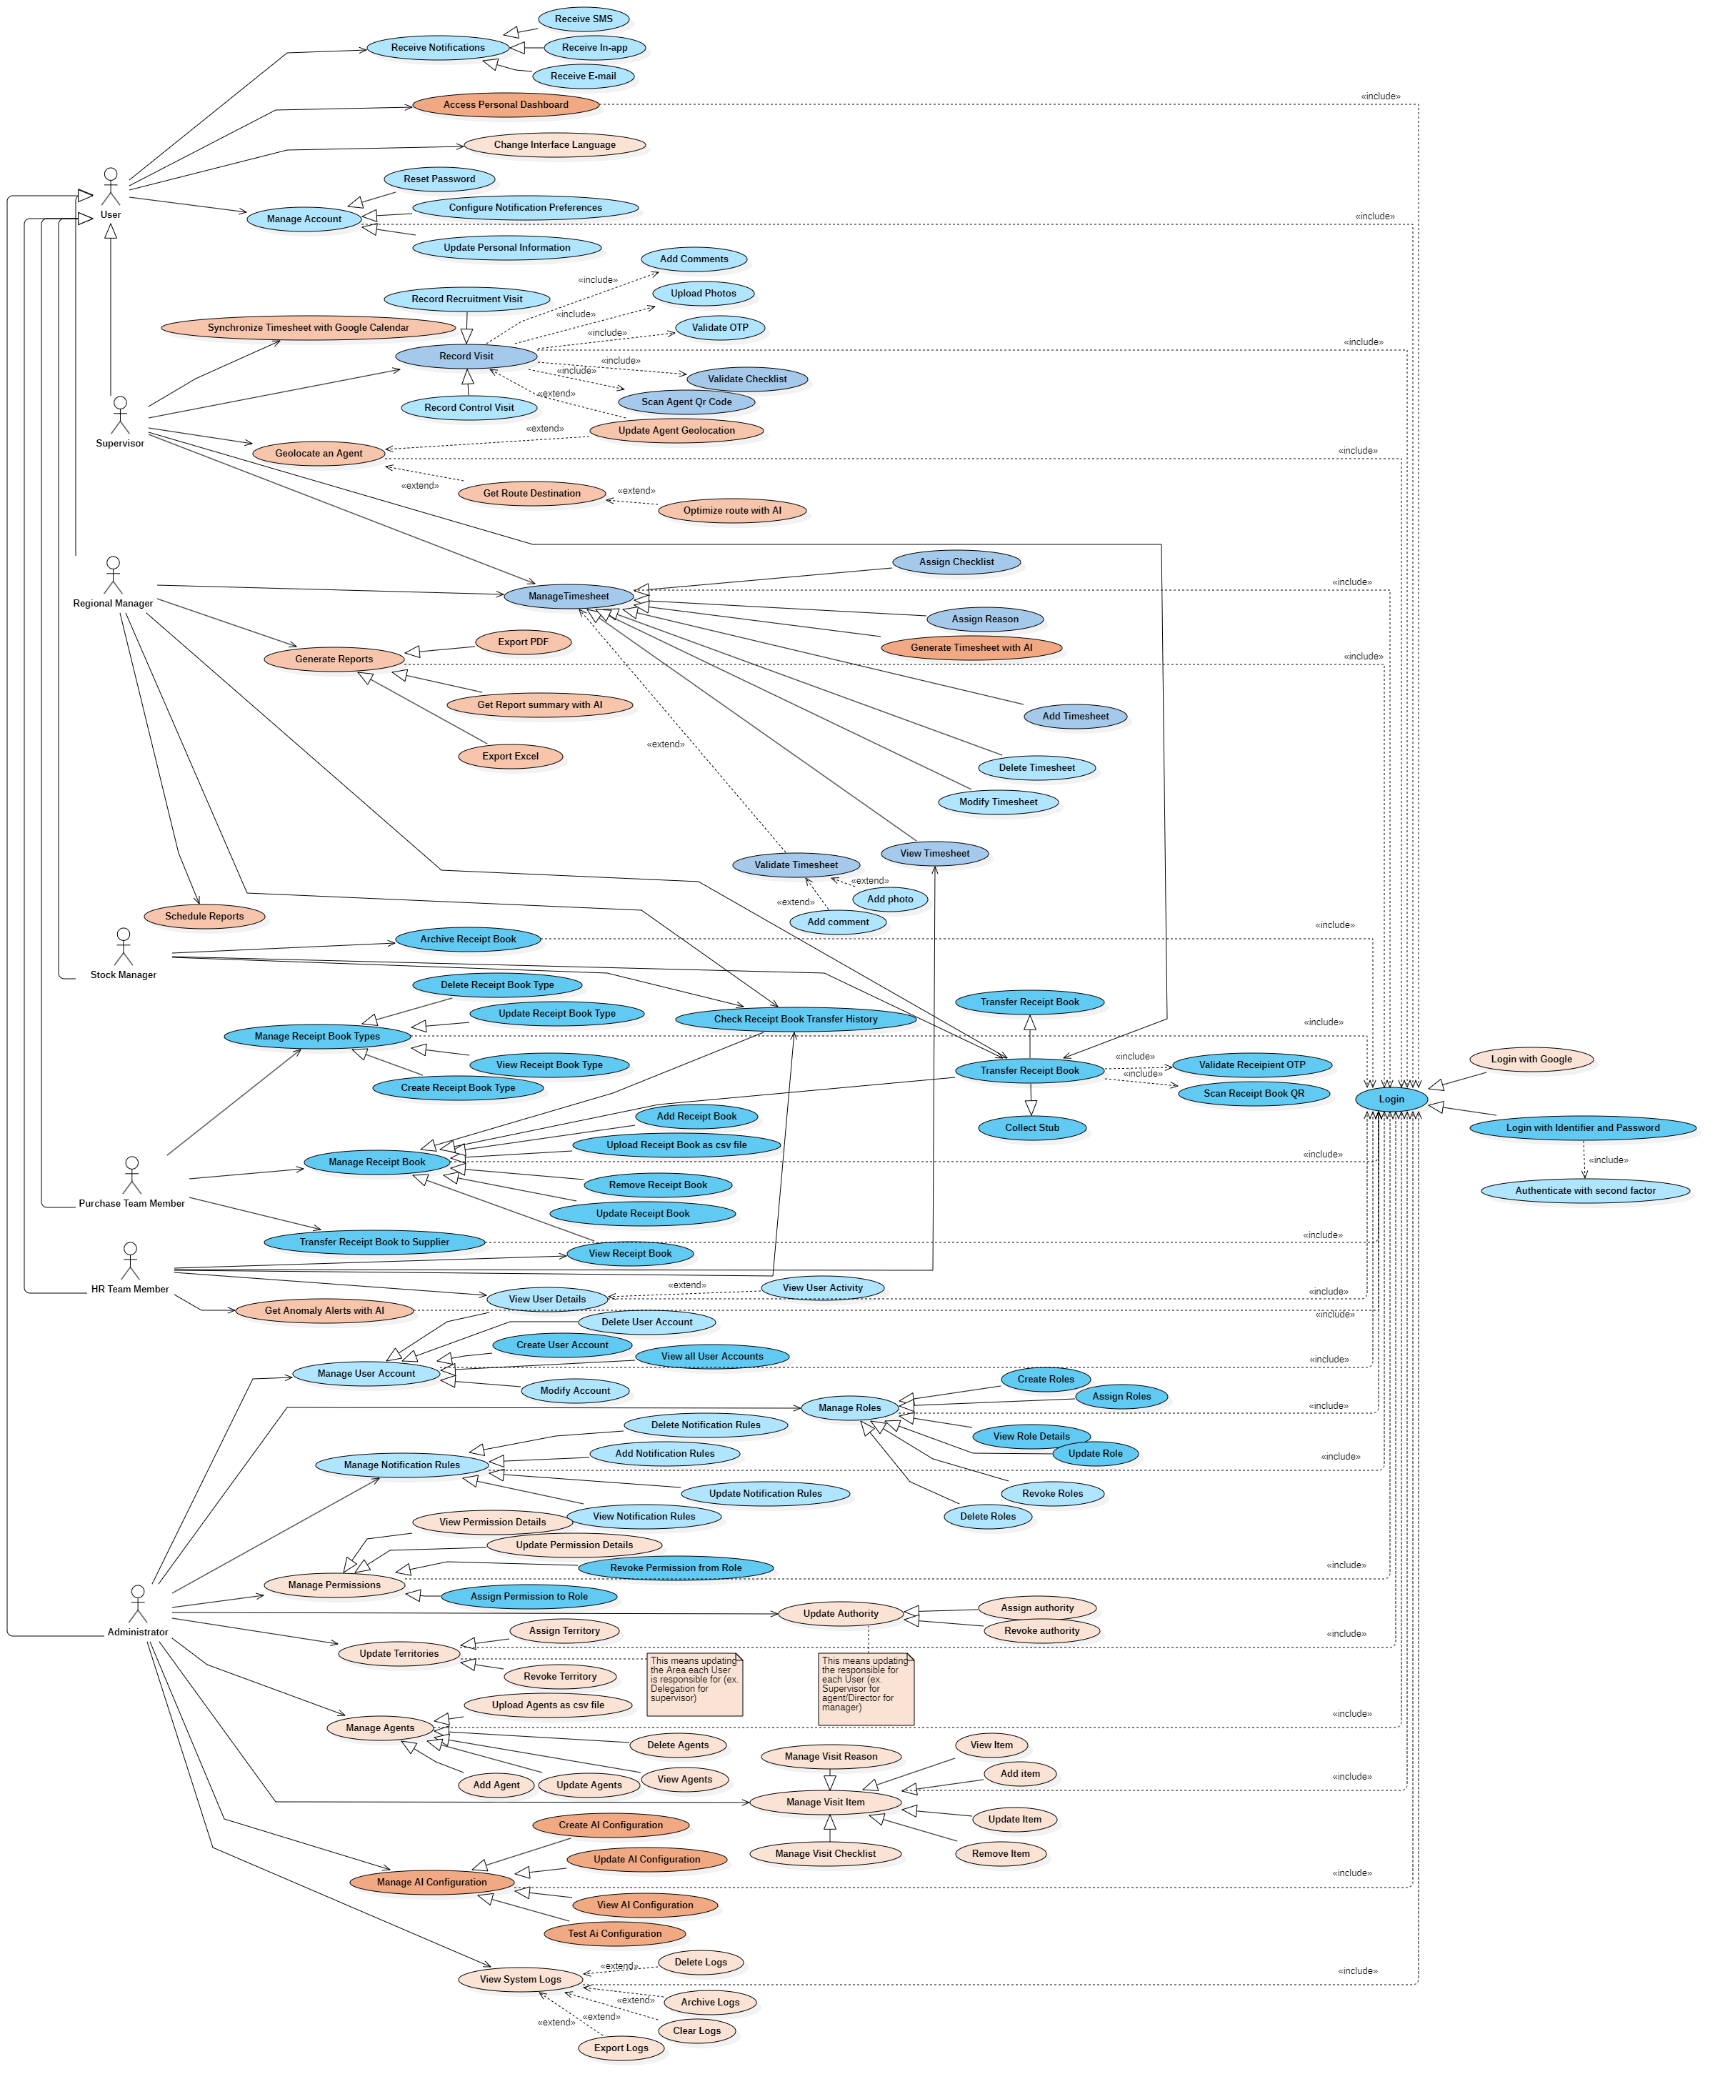 Receive SMS
Receive Notifications
Receive In-app
Receive E-mail
«include»
Access Personal Dashboard
Change Interface Language
Reset Password
User
Configure Notification Preferences
Manage Account
«include»
Update Personal Information
Add Comments
«include»
Upload Photos
Record Recruitment Visit
«include»
Synchronize Timesheet with Google Calendar
Validate OTP
«include»
«include»
Record Visit
«include»
«include»
Validate Checklist
«extend»
Scan Agent Qr Code
Record Control Visit
«extend»
Update Agent Geolocation
Supervisor
Geolocate an Agent
«include»
«extend»
Get Route Destination
«extend»
Optimize route with AI
Assign Checklist
«include»
Regional Manager
ManageTimesheet
Assign Reason
Export PDF
Generate Timesheet with AI
Generate Reports
«include»
Get Report summary with AI
Add Timesheet
«extend»
Export Excel
Delete Timesheet
Modify Timesheet
View Timesheet
Validate Timesheet
«extend»
Add photo
«extend»
Add comment
Schedule Reports
«include»
Archive Receipt Book
Stock Manager
Delete Receipt Book Type
Transfer Receipt Book
Update Receipt Book Type
Check Receipt Book Transfer History
«include»
Manage Receipt Book Types
View Receipt Book Type
«include»
Validate Receipient OTP
Transfer Receipt Book
«include»
Login with Google
Create Receipt Book Type
Scan Receipt Book QR
Login
Add Receipt Book
Collect Stub
Login with Identifier and Password
Upload Receipt Book as csv file
«include»
Manage Receipt Book
«include»
Remove Receipt Book
Authenticate with second factor
Purchase Team Member
Update Receipt Book
«include»
Transfer Receipt Book to Supplier
View Receipt Book
HR Team Member
«extend»
View User Activity
«include»
View User Details
Get Anomaly Alerts with AI
«include»
Delete User Account
Create User Account
View all User Accounts
«include»
Manage User Account
Modify Account
Create Roles
Assign Roles
Manage Roles
«include»
Delete Notification Rules
View Role Details
Add Notification Rules
Update Role
«include»
Manage Notification Rules
Update Notification Rules
Revoke Roles
View Notification Rules
Delete Roles
View Permission Details
Update Permission Details
Revoke Permission from Role
«include»
Manage Permissions
Assign Permission to Role
Update Authority
Assign authority
Revoke authority
Administrator
Assign Territory
«include»
Update Territories
This means updating
the Area each User
is responsible for (ex.
Delegation for
supervisor)
This means updating
the responsible for
each User (ex.
Supervisor for
agent/Director for
manager)
Revoke Territory
Upload Agents as csv file
«include»
Manage Agents
Delete Agents
View Item
Manage Visit Reason
Add Agent
Update Agents
View Agents
Add item
«include»
Manage Visit Item
Update Item
Create AI Configuration
Manage Visit Checklist
Remove Item
Update AI Configuration
«include»
Manage AI Configuration
View AI Configuration
Test Ai Configuration
Delete Logs
«extend»
«include»
View System Logs
Archive Logs
«extend»
«extend»
«extend»
Clear Logs
Export Logs